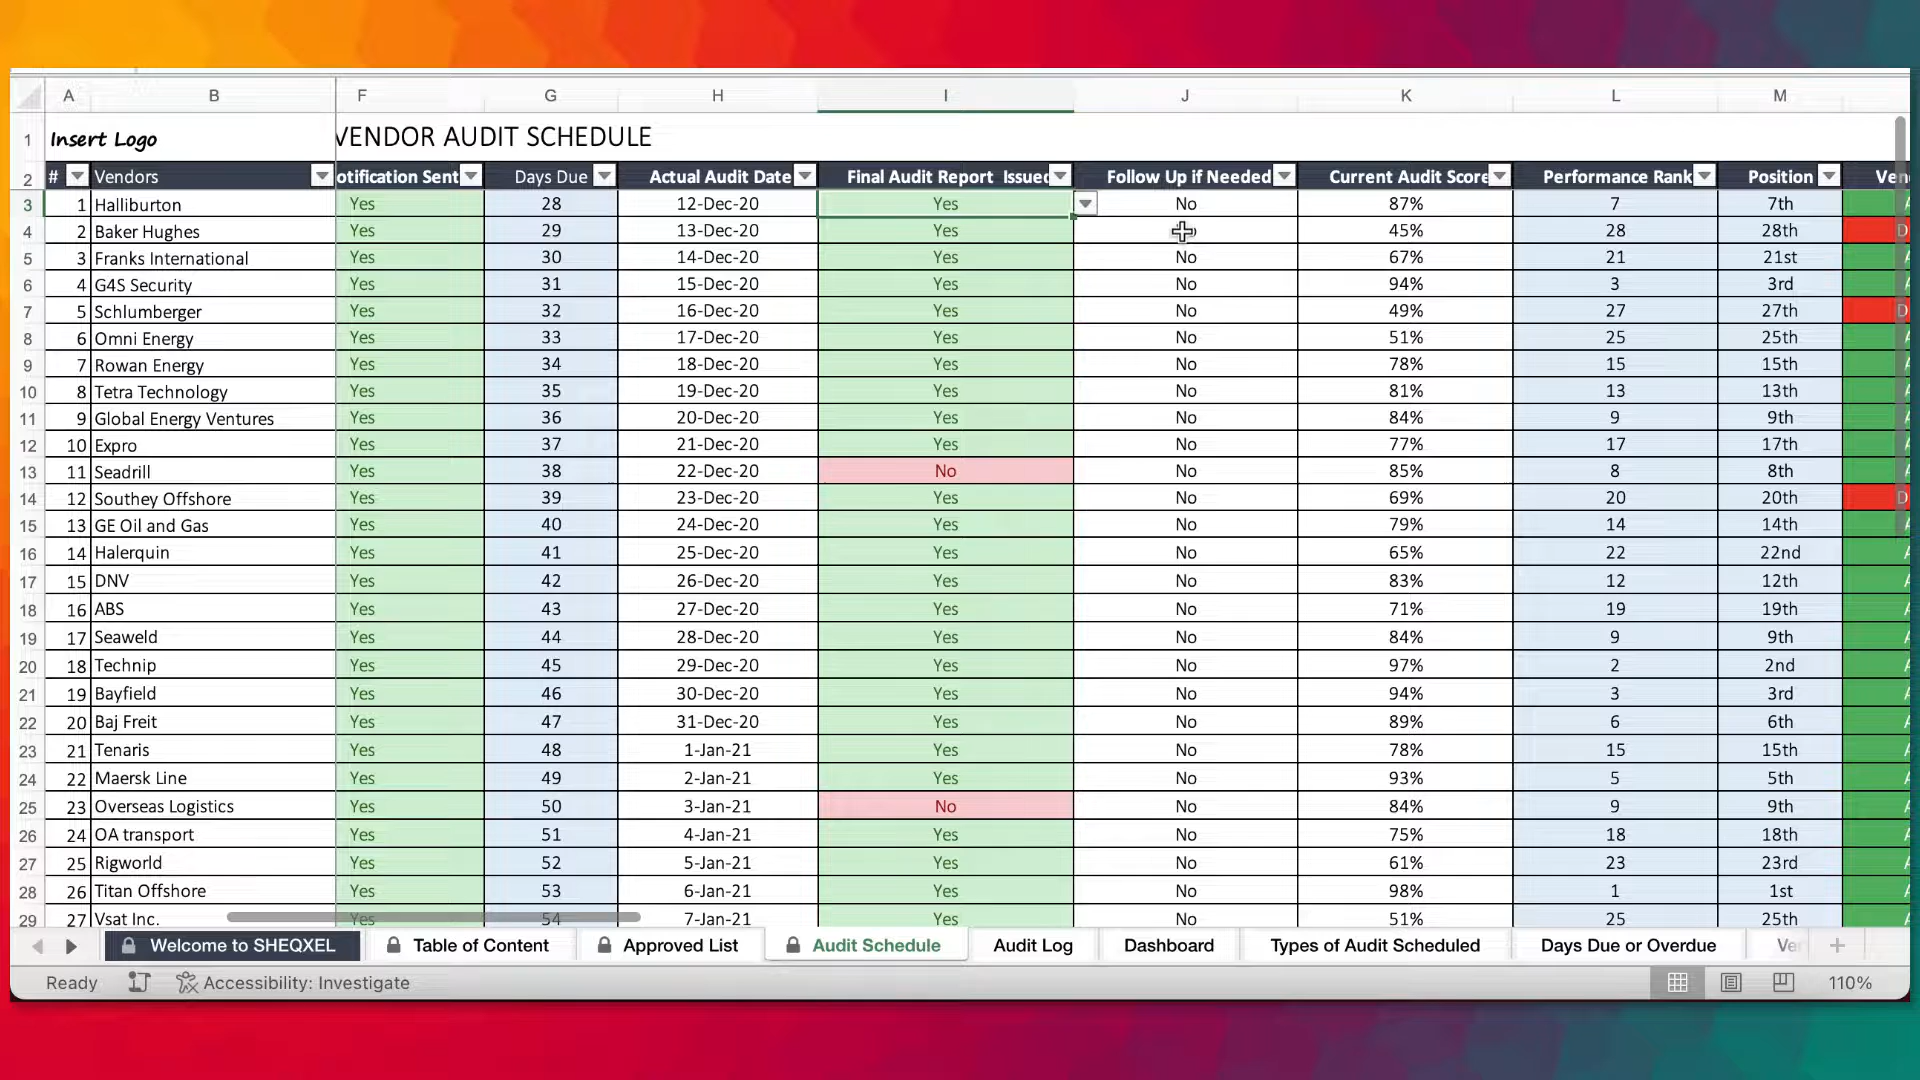 A B F G H I J K L M
1 Insert Logo VENDOR AUDIT SCHEDULE
2 # Vendors otification Sent Days Due Actual Audit Date Final Audit Report Issued Follow Up if Needed Current Audit Score Performance Rank Position Ven
3 1 Halliburton Yes 28 12-Dec-20 Yes No 87% 7 7th
4 2 Baker Hughes Yes 29 13-Dec-20 Yes 45% 28 28th D
5 3 Franks International Yes 30 14-Dec-20 Yes No 67% 21 21st
6 4 G4S Security Yes 31 15-Dec-20 Yes No 94% 3 3rd
7 5 Schlumberger Yes 32 16-Dec-20 Yes No 49% 27 27th D
8 6 Omni Energy Yes 33 17-Dec-20 Yes No 51% 25 25th
9 7 Rowan Energy Yes 34 18-Dec-20 Yes No 78% 15 15th
10 8 Tetra Technology Yes 35 19-Dec-20 Yes No 81% 13 13th
11 9 Global Energy Ventures Yes 36 20-Dec-20 Yes No 84% 9 9th
12 10 Expro Yes 37 21-Dec-20 Yes No 77% 17 17th
13 11 Seadrill Yes 38 22-Dec-20 No No 85% 8 8th
14 12 Southey Offshore Yes 39 23-Dec-20 Yes No 69% 20 20th D
15 13 GE Oil and Gas Yes 40 24-Dec-20 Yes No 79% 14 14th
16 14 Halerquin Yes 41 25-Dec-20 Yes No 65% 22 22nd
17 15 DNV Yes 42 26-Dec-20 Yes No 83% 12 12th
18 16 ABS Yes 43 27-Dec-20 Yes No 71% 19 19th
19 17 Seaweld Yes 44 28-Dec-20 Yes No 84% 9 9th
20 18 Technip Yes 45 29-Dec-20 Yes No 97% 2 2nd
21 19 Bayfield Yes 46 30-Dec-20 Yes No 94% 3 3rd
22 20 Baj Freit Yes 47 31-Dec-20 Yes No 89% 6 6th
23 21 Tenaris Yes 48 1-Jan-21 Yes No 78% 15 15th
24 22 Maersk Line Yes 49 2-Jan-21 Yes No 93% 5 5th
25 23 Overseas Logistics Yes 50 3-Jan-21 No No 84% 9 9th
26 24 OA transport Yes 51 4-Jan-21 Yes No 75% 18 18th
27 25 Rigworld Yes 52 5-Jan-21 Yes No 61% 23 23rd
28 26 Titan Offshore Yes 53 6-Jan-21 Yes No 98% 1 1st
29 27 Vsat Inc. Yes 54 7-Jan-21 Yes No 51% 25 25th
Welcome to SHEQXEL Table of Content Approved List Audit Schedule Audit Log Dashboard Types of Audit Scheduled Days Due or Overdue Ve
Ready Accessibility: Investigate 110%